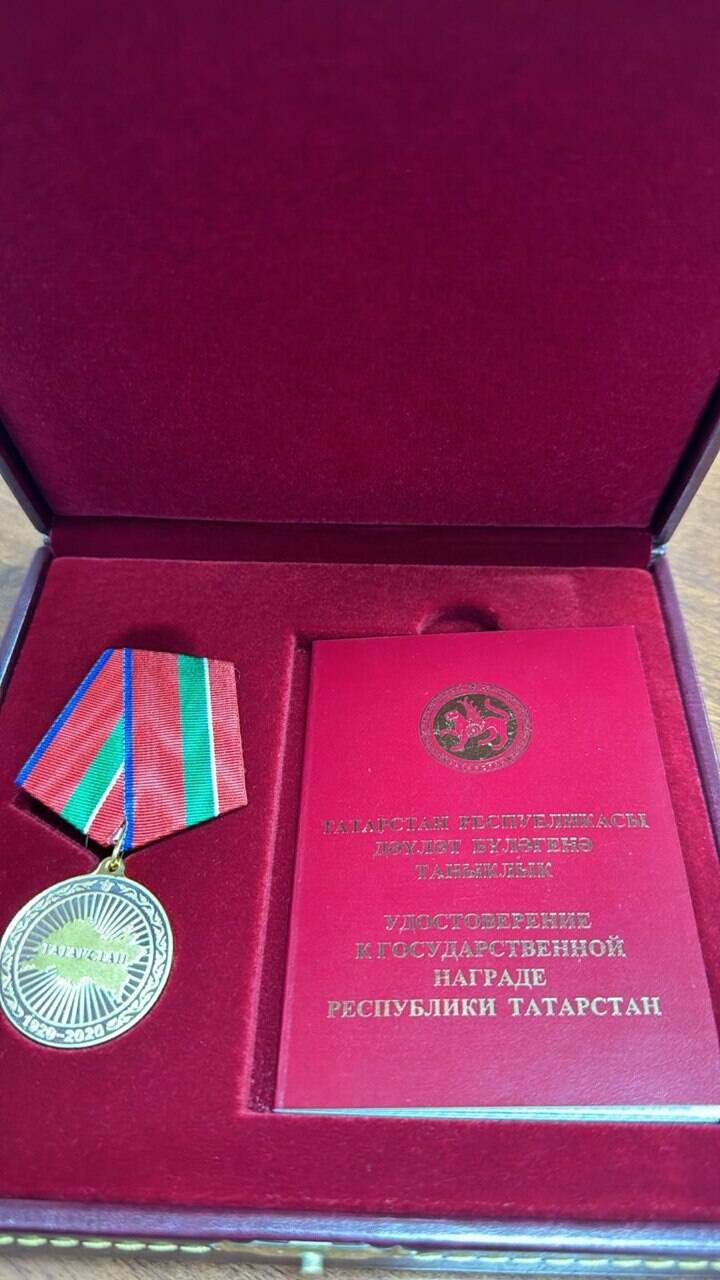 ТАТАРСТАН
1920-2020
ТАТАРСТАН РЕСПУБЛИКАСЫ
ДӘҮЛӘТ БҮЛӘГЕНӘ
ТАНЫКЛЫК
УДОСТОВЕРЕНИЕ
К ГОСУДАРСТВЕННОЙ
НАГРАДЕ
РЕСПУБЛИКИ ТАТАРСТАН